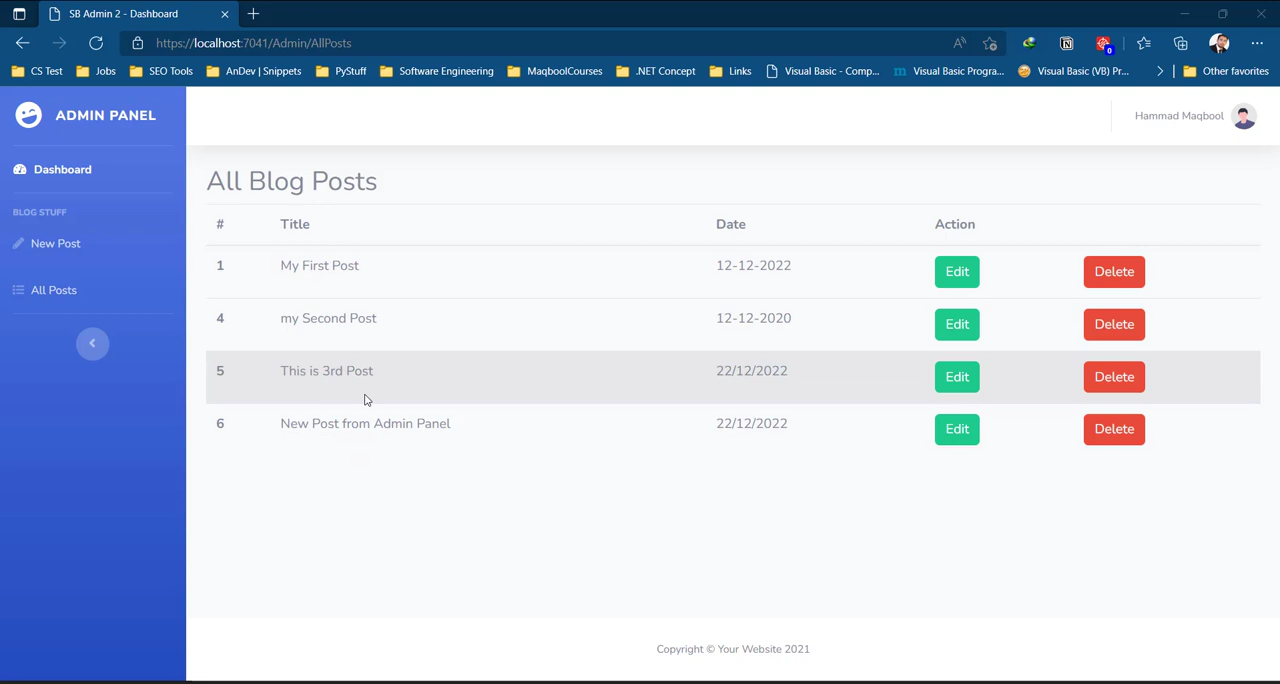 SB Admin 2 - Dashboard
https://localhost:7041/Admin/AllPosts
0
CS Test Jobs SEO Tools AnDev | Snippets PyStuff Software Engineering MaqboolCourses .NET Concept Links Visual Basic - Comp... Visual Basic Progra... Visual Basic (VB) Pr... Other favorites
ADMIN PANEL
Hammad Maqbool
Dashboard
BLOG STUFF
New Post
All Posts
All Blog Posts
# Title Date Action
1 My First Post 12-12-2022 Edit Delete
4 my Second Post 12-12-2020 Edit Delete
5 This is 3rd Post 22/12/2022 Edit Delete
6 New Post from Admin Panel 22/12/2022 Edit Delete
Copyright © Your Website 2021